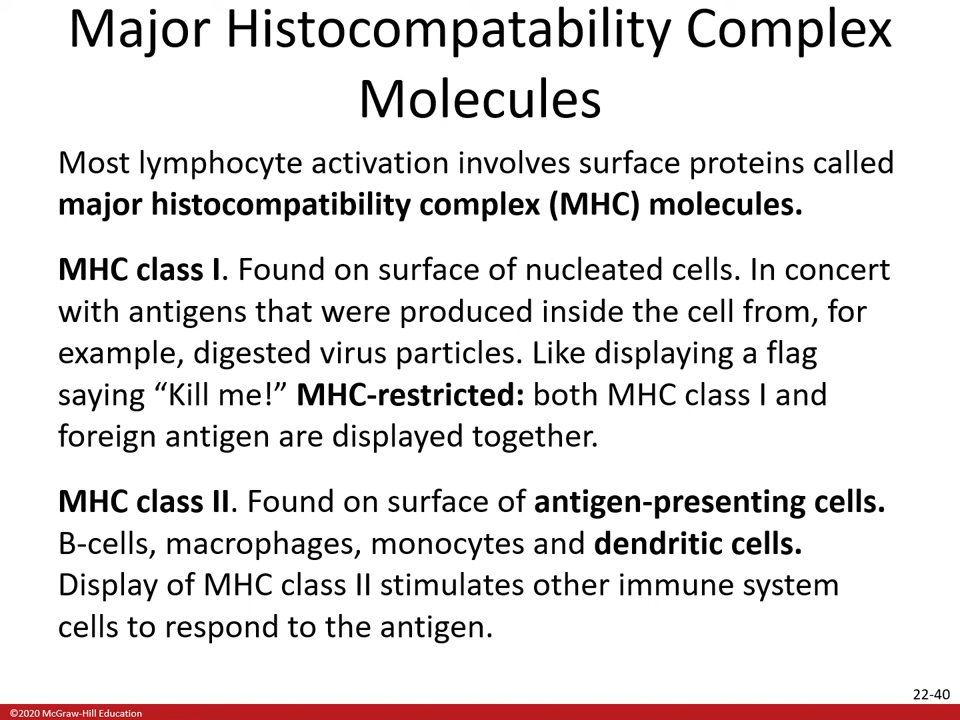 Major Histocompatability Complex
Molecules
Most lymphocyte activation involves surface proteins called
major histocompatibility complex (MHC) molecules.
MHC class I. Found on surface of nucleated cells. In concert
with antigens that were produced inside the cell from, for
example, digested virus particles. Like displaying a flag
saying “Kill me!” MHC-restricted: both MHC class I and
foreign antigen are displayed together.
MHC class II. Found on surface of antigen-presenting cells.
B-cells, macrophages, monocytes and dendritic cells.
Display of MHC class II stimulates other immune system
cells to respond to the antigen.
22-40
©2020 McGraw-Hill Education